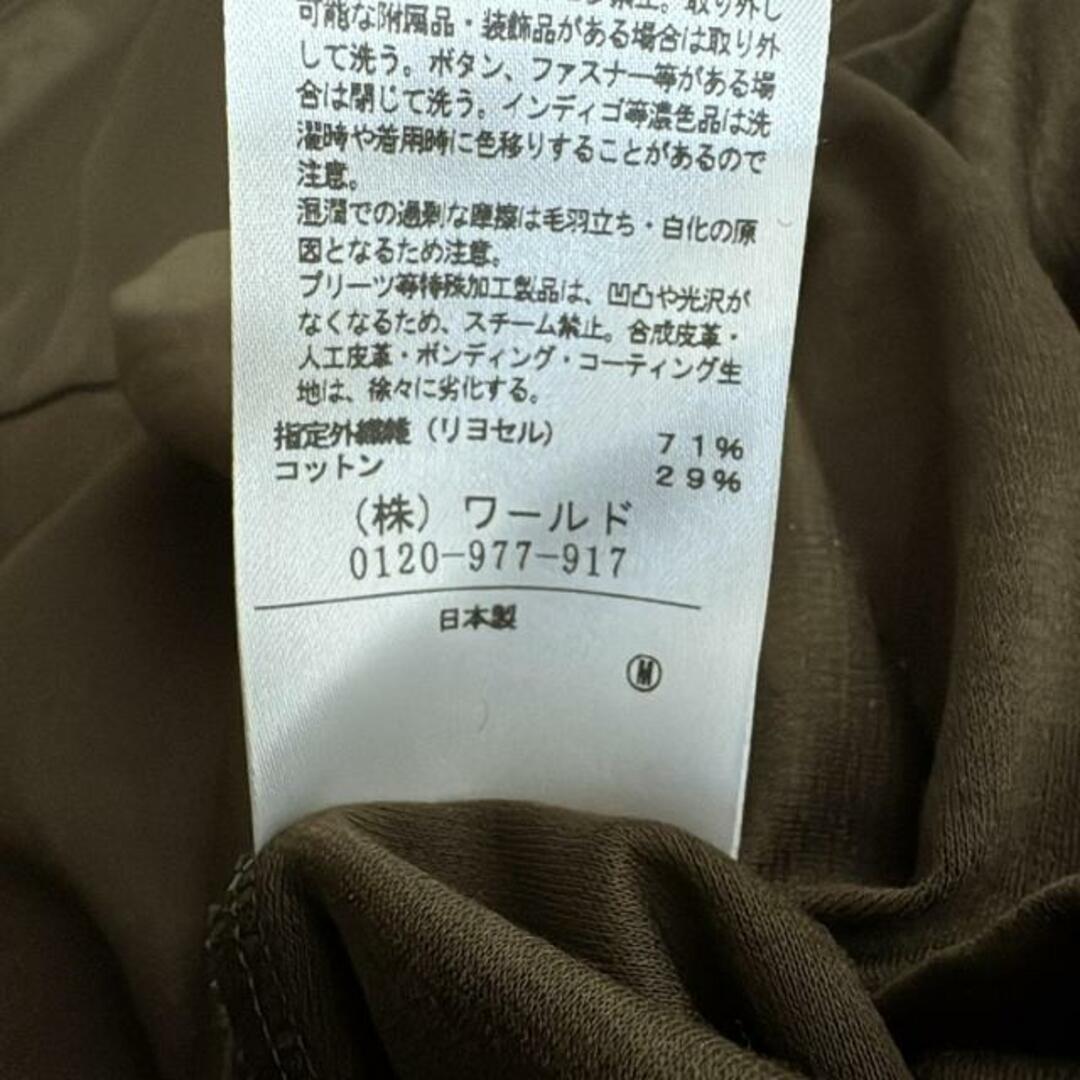 禁止。取り外し
可能な附属品・装飾品がある場合は取り外
して洗う。ボタン、ファスナー等がある場
合は閉じて洗う。インディゴ等濃色品は洗
濯時や着用時に色移りすることがあるので
注意。
湿潤での過剰な摩擦は毛羽立ち・白化の原
因となるため注意。
プリーツ等特殊加工製品は、凹凸や光沢が
なくなるため、スチーム禁止。合成皮革・
人工皮革・ボンディング・コーティング生
地は、徐々に劣化する。
指定外繊維（リヨセル） 71%
コットン 29%
（株）ワールド
0120-977-917
日本製
M